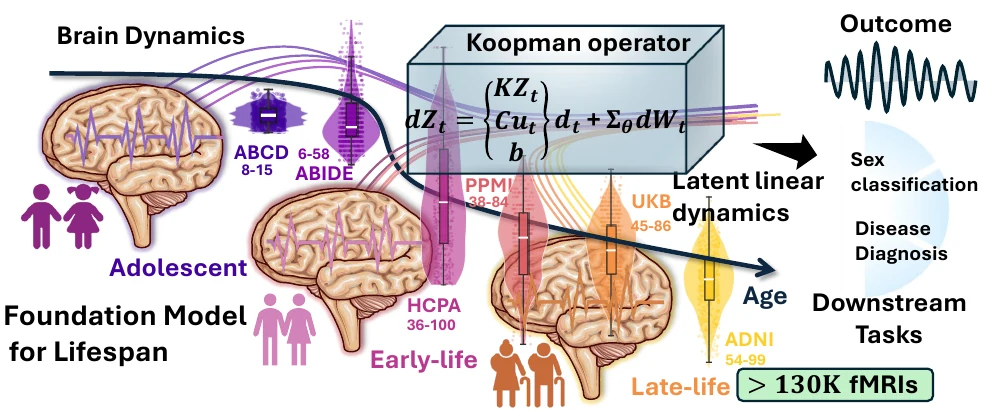 Brain Dynamics
Koopman operator
Outcome
dZ_t = { KZ_t
Cu_t
b } d_t + Σ_θ dW_t
ABCD
8-15
6-58
ABIDE
PPMI
38-84
UKB
45-86
Latent linear
dynamics
Sex
classification
Disease
Diagnosis
Adolescent
HCPA
36-100
Age
Downstream
Tasks
Foundation Model
for Lifespan
Early-life
ADNI
54-99
Late-life
> 130K fMRIs